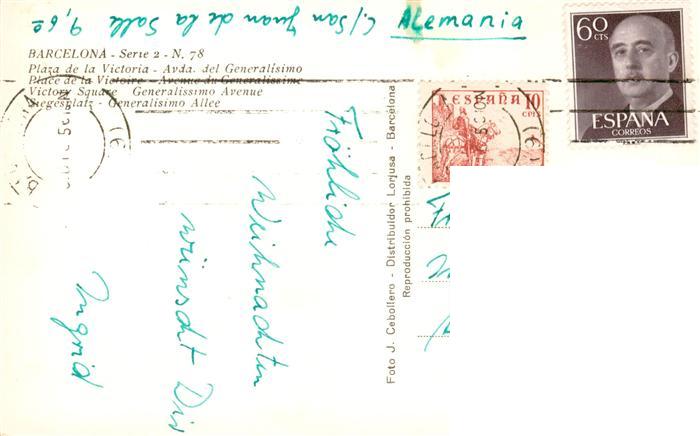 Alemania
C/ San Juan de la Salle 9, 6º
BARCELONA - Serie 2 - N. 78
Plaza de la Victoria - Avda. del Generalísimo
Place de la Victoire - Avenue du Generalissime
Victory Square Generalissimo Avenue
Siegesplatz - Generalisimo Allee
Fröhliche
Weihnachten
wünscht Dir
Ingrid
Foto J. Cebollero - Distribuidor Lorjusa - Barcelona
Reproducción prohibida
ESPAÑA 10
CTS
60 CTS
ESPAÑA
CORREOS